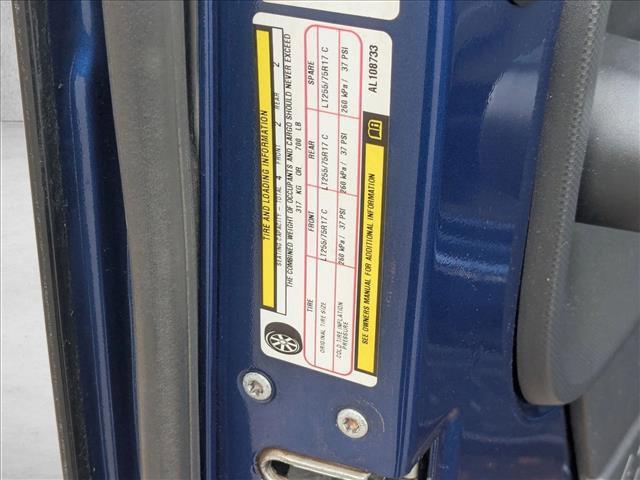 TIRE AND LOADING INFORMATION
SEATING CAPACITY - TOTAL 4 FRONT 2 REAR 2
THE COMBINED WEIGHT OF OCCUPANTS AND CARGO SHOULD NEVER EXCEED
317 KG OR 700 LB
TIRE FRONT REAR SPARE
ORIGINAL TIRE SIZE LT255/75R17 C LT255/75R17 C LT255/75R17 C
COLD TIRE INFLATION PRESSURE 260 kPa / 37 PSI 260 kPa / 37 PSI 260 kPa / 37 PSI
SEE OWNERS MANUAL FOR ADDITIONAL INFORMATION
AL108733